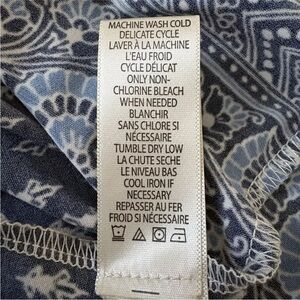 MACHINE WASH COLD
DELICATE CYCLE
LAVER À LA MACHINE
L'EAU FROID
CYCLE DÉLICAT
ONLY NON-
CHLORINE BLEACH
WHEN NEEDED
BLANCHIR
SANS CHLORE SI
NÉCESSAIRE
TUMBLE DRY LOW
LA CHUTE SECHE
LE NIVEAU BAS
COOL IRON IF
NECESSARY
REPASSER AU FER
FROID SI NÉCESSAIRE